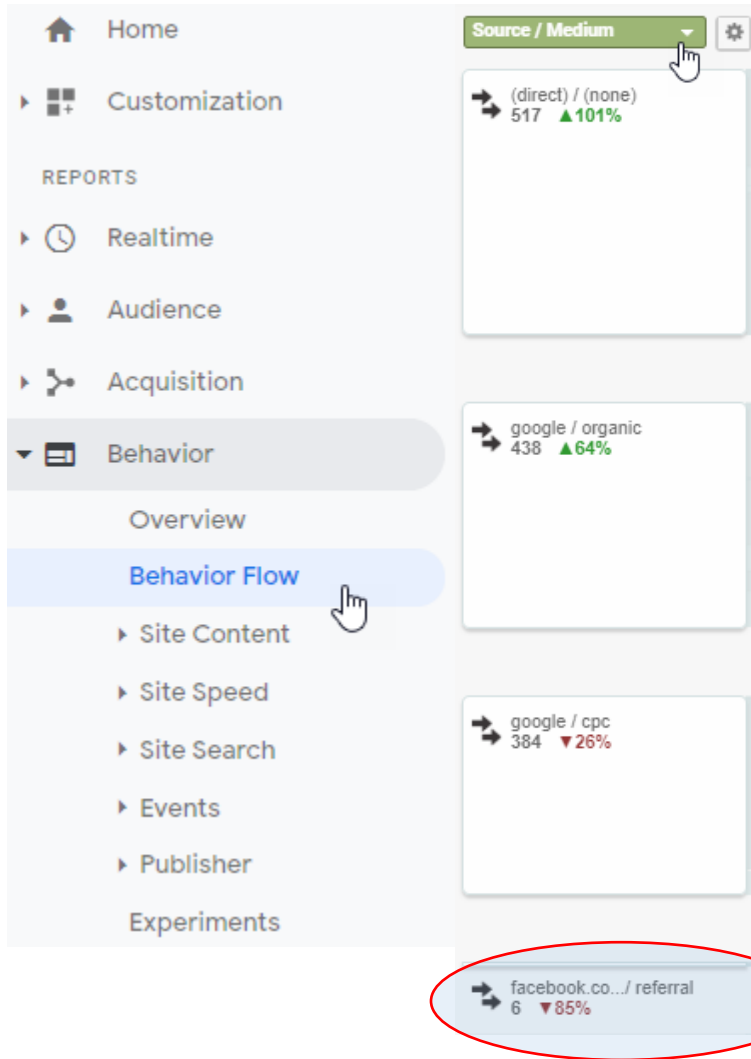 Home
Customization
REPORTS
Realtime
Audience
Acquisition
Behavior
Overview
Behavior Flow
Site Content
Site Speed
Site Search
Events
Publisher
Experiments
Source / Medium
(direct) / (none)
517 ▲101%
google / organic
438 ▲64%
google / cpc
384 ▼26%
facebook.co.../ referral
6 ▼85%